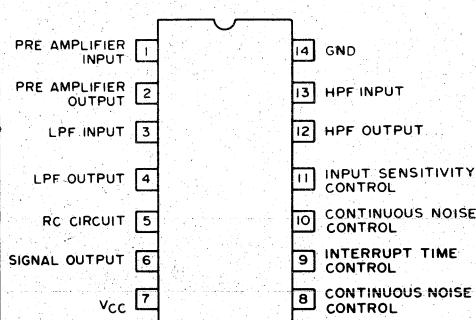 PRE AMPLIFIER
INPUT
1
PRE AMPLIFIER
OUTPUT
2
LPF INPUT
3
LPF OUTPUT
4
RC CIRCUIT
5
SIGNAL OUTPUT
6
VCC
7
14
GND
13
HPF INPUT
12
HPF OUTPUT
11
INPUT SENSITIVITY
CONTROL
10
CONTINUOUS NOISE
CONTROL
9
INTERRUPT TIME
CONTROL
8
CONTINUOUS NOISE
CONTROL